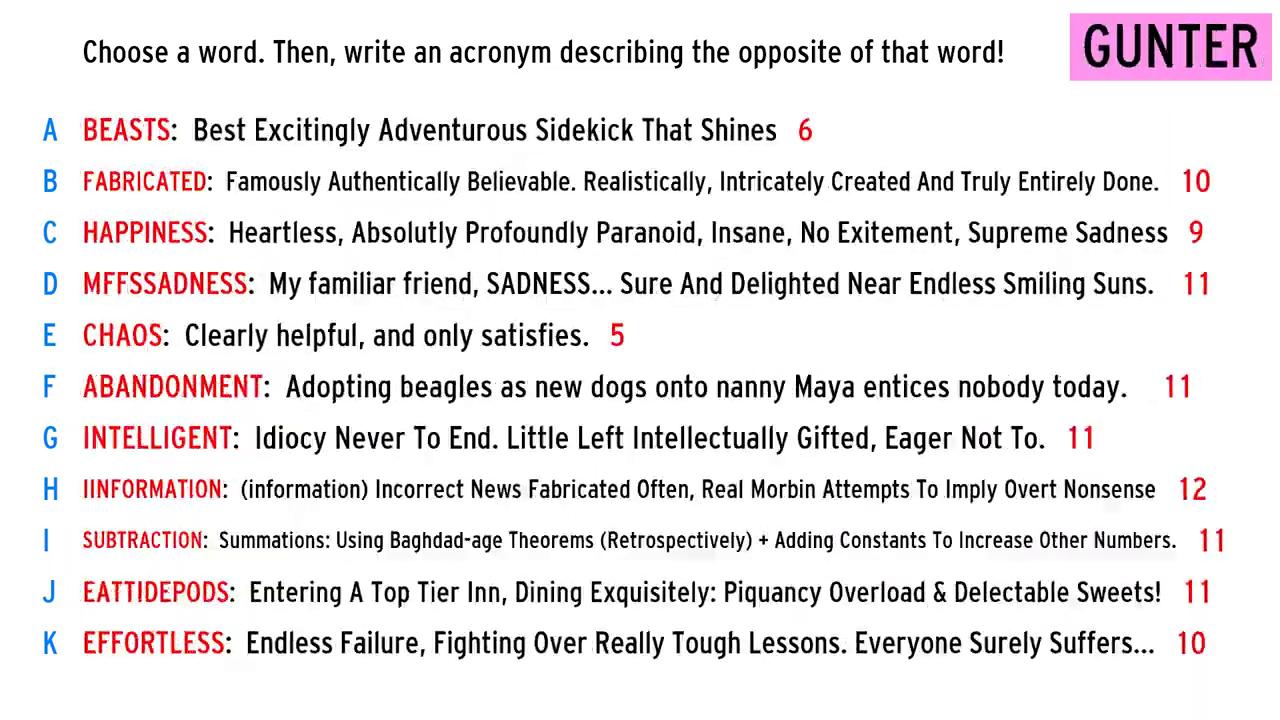 Choose a word. Then, write an acronym describing the opposite of that word!
GUNTER
A BEASTS: Best Excitingly Adventurous Sidekick That Shines 6
B FABRICATED: Famously Authentically Believable. Realistically, Intricately Created And Truly Entirely Done. 10
C HAPPINESS: Heartless, Absolutly Profoundly Paranoid, Insane, No Exitement, Supreme Sadness 9
D MFFSSADNESS: My familiar friend, SADNESS... Sure And Delighted Near Endless Smiling Suns. 11
E CHAOS: Clearly helpful, and only satisfies. 5
F ABANDONMENT: Adopting beagles as new dogs onto nanny Maya entices nobody today. 11
G INTELLIGENT: Idiocy Never To End. Little Left Intellectually Gifted, Eager Not To. 11
H IINFORMATION: (information) Incorrect News Fabricated Often, Real Morbin Attempts To Imply Overt Nonsense 12
I SUBTRACTION: Summations: Using Baghdad-age Theorems (Retrospectively) + Adding Constants To Increase Other Numbers. 11
J EATTIDEPODS: Entering A Top Tier Inn, Dining Exquisitely: Piquancy Overload & Delectable Sweets! 11
K EFFORTLESS: Endless Failure, Fighting Over Really Tough Lessons. Everyone Surely Suffers... 10